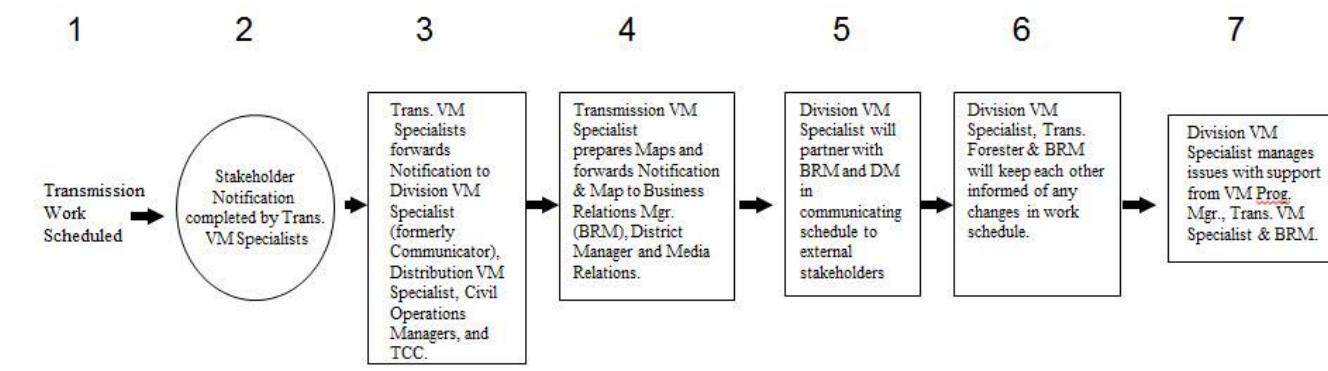 1
2
3
4
5
6
7
Transmission
Work
Scheduled
Stakeholder
Notification
completed by Trans.
VM Specialists
Trans. VM
Specialists
forwards
Notification to
Division VM
Specialist
(formerly
Communicator),
Distribution VM
Specialist, Civil
Operations
Managers, and
TCC.
Transmission VM
Specialist
prepares Maps and
forwards Notification
& Map to Business
Relations Mgr.
(BRM), District
Manager and Media
Relations.
Division VM
Specialist will
partner with
BRM and DM
in
communicating
schedule to
external
stakeholders
Division VM
Specialist, Trans.
Forester & BRM
will keep each other
informed of any
changes in work
schedule.
Division VM
Specialist manages
issues with support
from VM Prog.
Mgr., Trans. VM
Specialist & BRM.